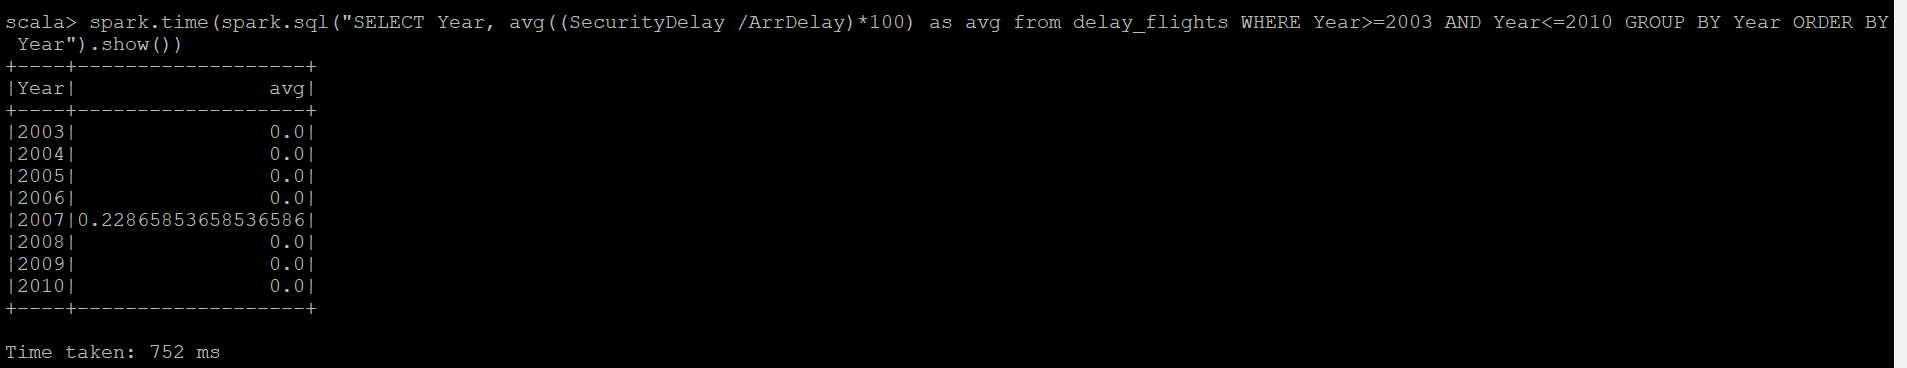 scala> spark.time(spark.sql("SELECT Year, avg((SecurityDelay /ArrDelay)*100) as avg from delay_flights WHERE Year>=2003 AND Year<=2010 GROUP BY Year ORDER BY
 Year").show())
+----+-------------------+
|Year|                avg|
+----+-------------------+
|2003|                0.0|
|2004|                0.0|
|2005|                0.0|
|2006|                0.0|
|2007|0.22865853658536586|
|2008|                0.0|
|2009|                0.0|
|2010|                0.0|
+----+-------------------+

Time taken: 752 ms